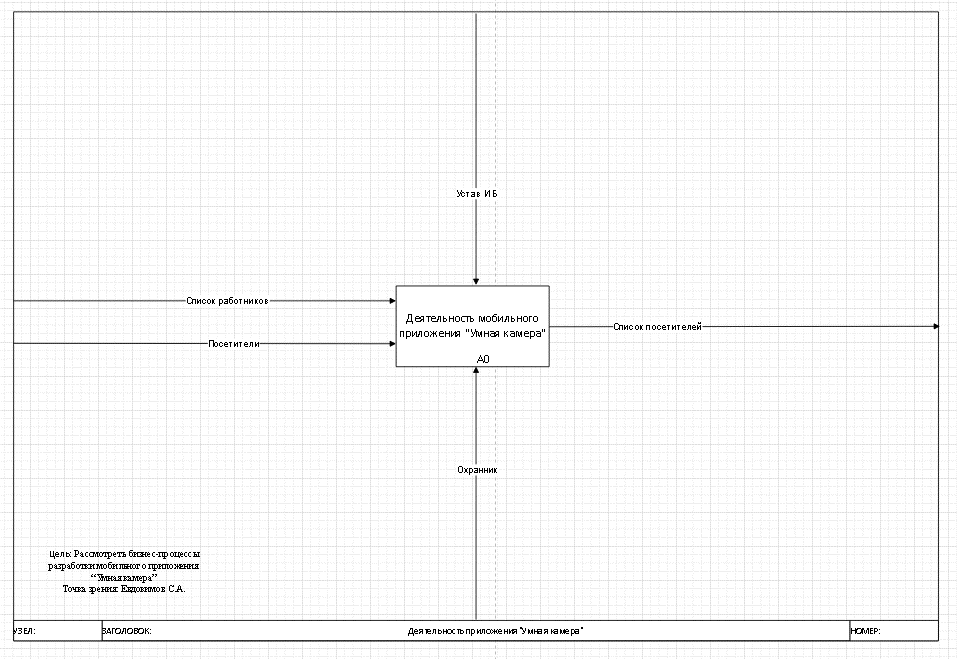 Устав ИБ
Список работников
Деятельность мобильного
приложения "Умная камера"
Список посетителей
Посетители
А0
Охранник
Цель: Рассмотреть бизнес-процессы
разработки мобильного приложения
“Умная камера”
Точка зрения: Евдокимов С.А.
УЗЕЛ:
ЗАГОЛОВОК:
Деятельность приложения "Умная камера"
НОМЕР: